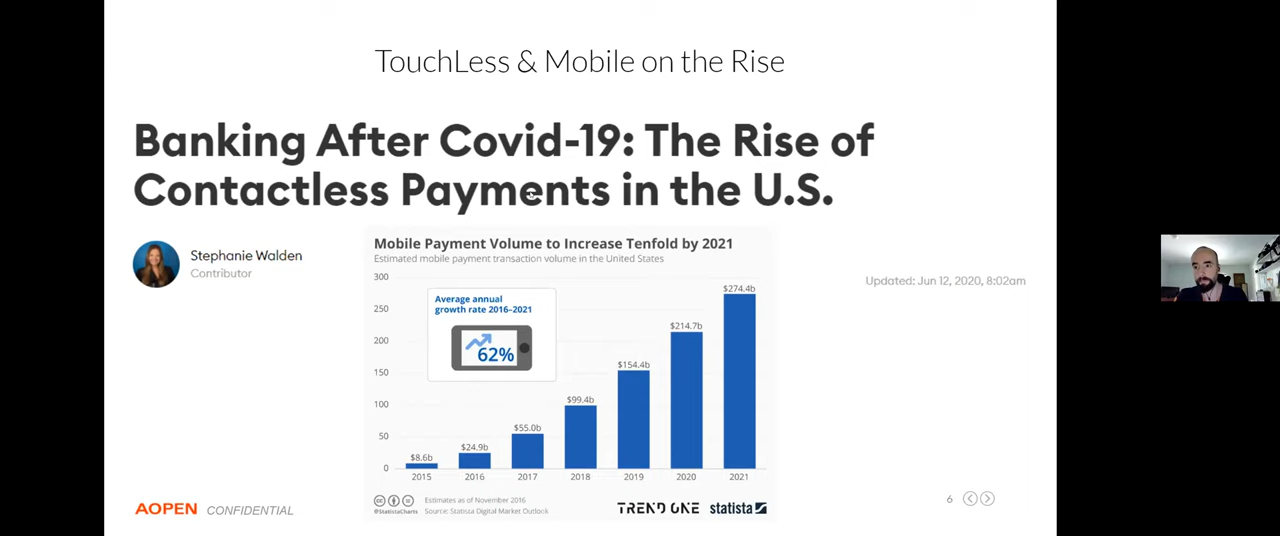 TouchLess & Mobile on the Rise
Banking After Covid-19: The Rise of
Contactless Payments in the U.S.
Stephanie Walden
Contributor
Updated: Jun 12, 2020, 8:02am
Mobile Payment Volume to Increase Tenfold by 2021
Estimated mobile payment transaction volume in the United States
Average annual
growth rate 2016–2021
62%
300
250
200
150
100
50
0
$8.6b
$24.9b
$55.0b
$99.4b
$154.4b
$214.7b
$274.4b
2015 2016 2017 2018 2019 2020 2021
@StatistaCharts
Estimates as of November 2016
Source: Statista Digital Market Outlook
TREND ONE statista
AOPEN CONFIDENTIAL
6